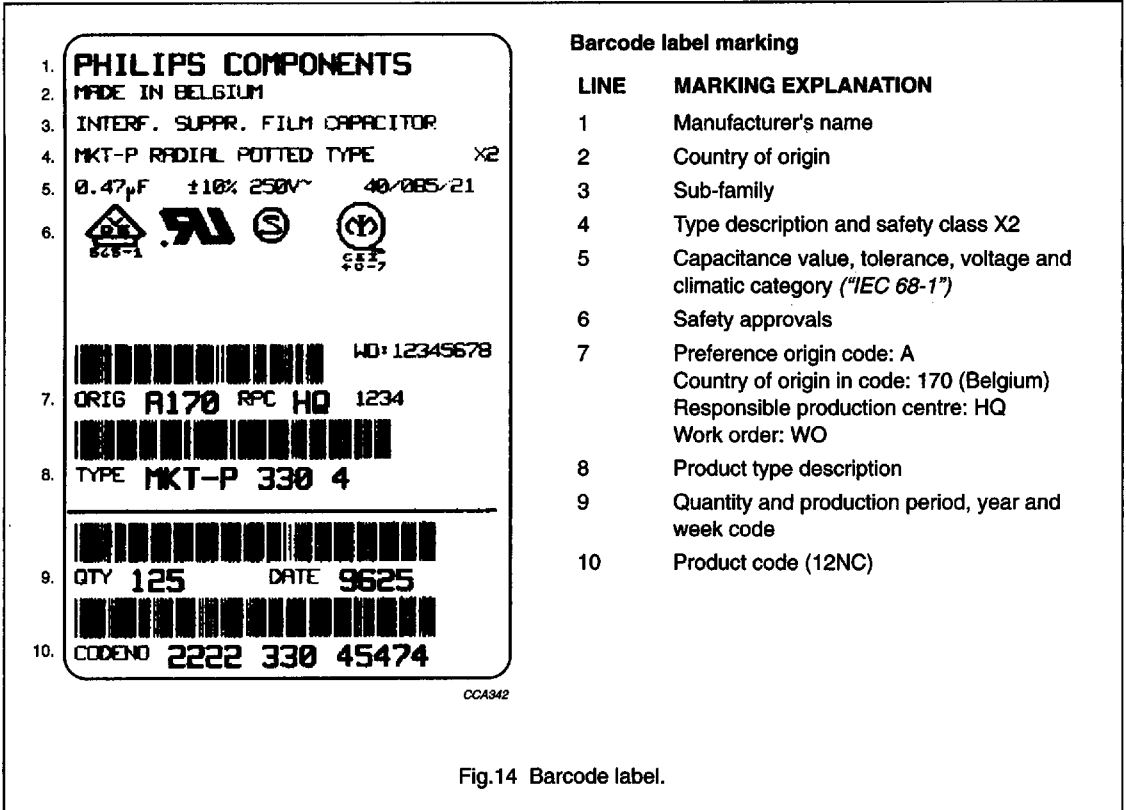 1. PHILIPS COMPONENTS
2. MADE IN BELGIUM
3. INTERF. SUPPR. FILM CAPACITOR
4. MKT-P RADIAL POTTED TYPE X2
5. 0.47µF ±10% 250V~ 40/085/21
6.
565-1
CEI
40-7
WO: 12345678
7. ORIG A170 RPC HQ 1234
8. TYPE MKT-P 330 4
9. QTY 125 DATE 9625
10. CODENO 2222 330 45474
CCA342
Barcode label marking
LINE MARKING EXPLANATION
1 Manufacturer's name
2 Country of origin
3 Sub-family
4 Type description and safety class X2
5 Capacitance value, tolerance, voltage and
climatic category ("IEC 68-1")
6 Safety approvals
7 Preference origin code: A
Country of origin in code: 170 (Belgium)
Responsible production centre: HQ
Work order: WO
8 Product type description
9 Quantity and production period, year and
week code
10 Product code (12NC)
Fig.14 Barcode label.